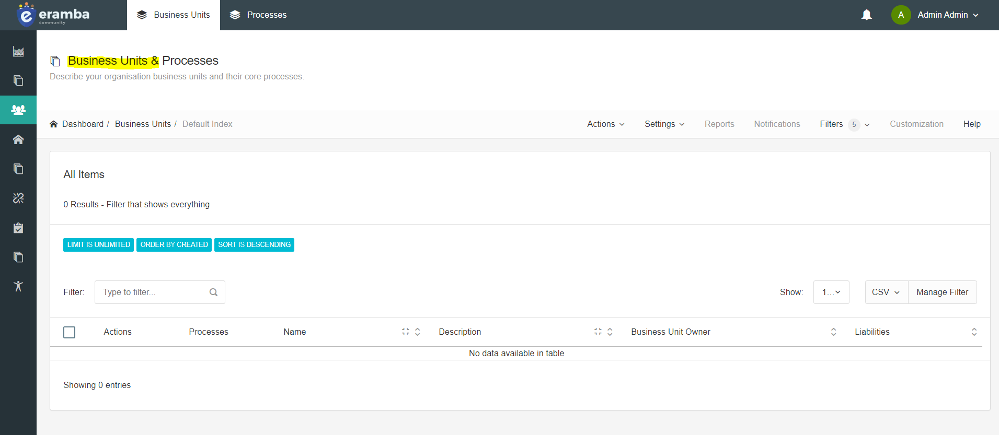 eramba
community
Business Units
Processes
A
Admin Admin
Business Units & Processes
Describe your organisation business units and their core processes.
Dashboard / Business Units / Default Index
Actions
Settings
Reports
Notifications
Filters 5
Customization
Help
All Items
0 Results - Filter that shows everything
LIMIT IS UNLIMITED ORDER BY CREATED SORT IS DESCENDING
Filter: Type to filter... Show: 1... CSV Manage Filter
Actions Processes Name Description Business Unit Owner Liabilities
No data available in table
Showing 0 entries